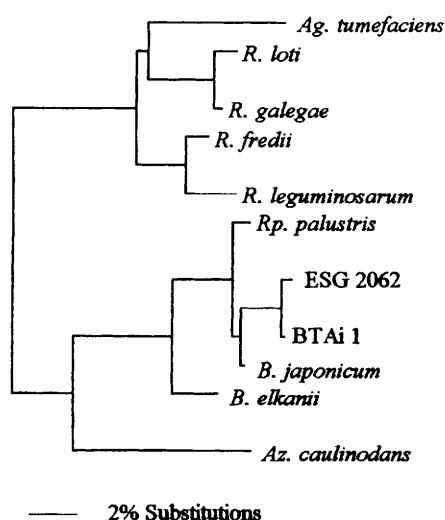 Ag. tumefaciens
R. loti
R. galegae
R. fredii
R. leguminosarum
Rp. palustris
ESG 2062
BTAi 1
B. japonicum
B. elkanii
Az. caulinodans
2% Substitutions